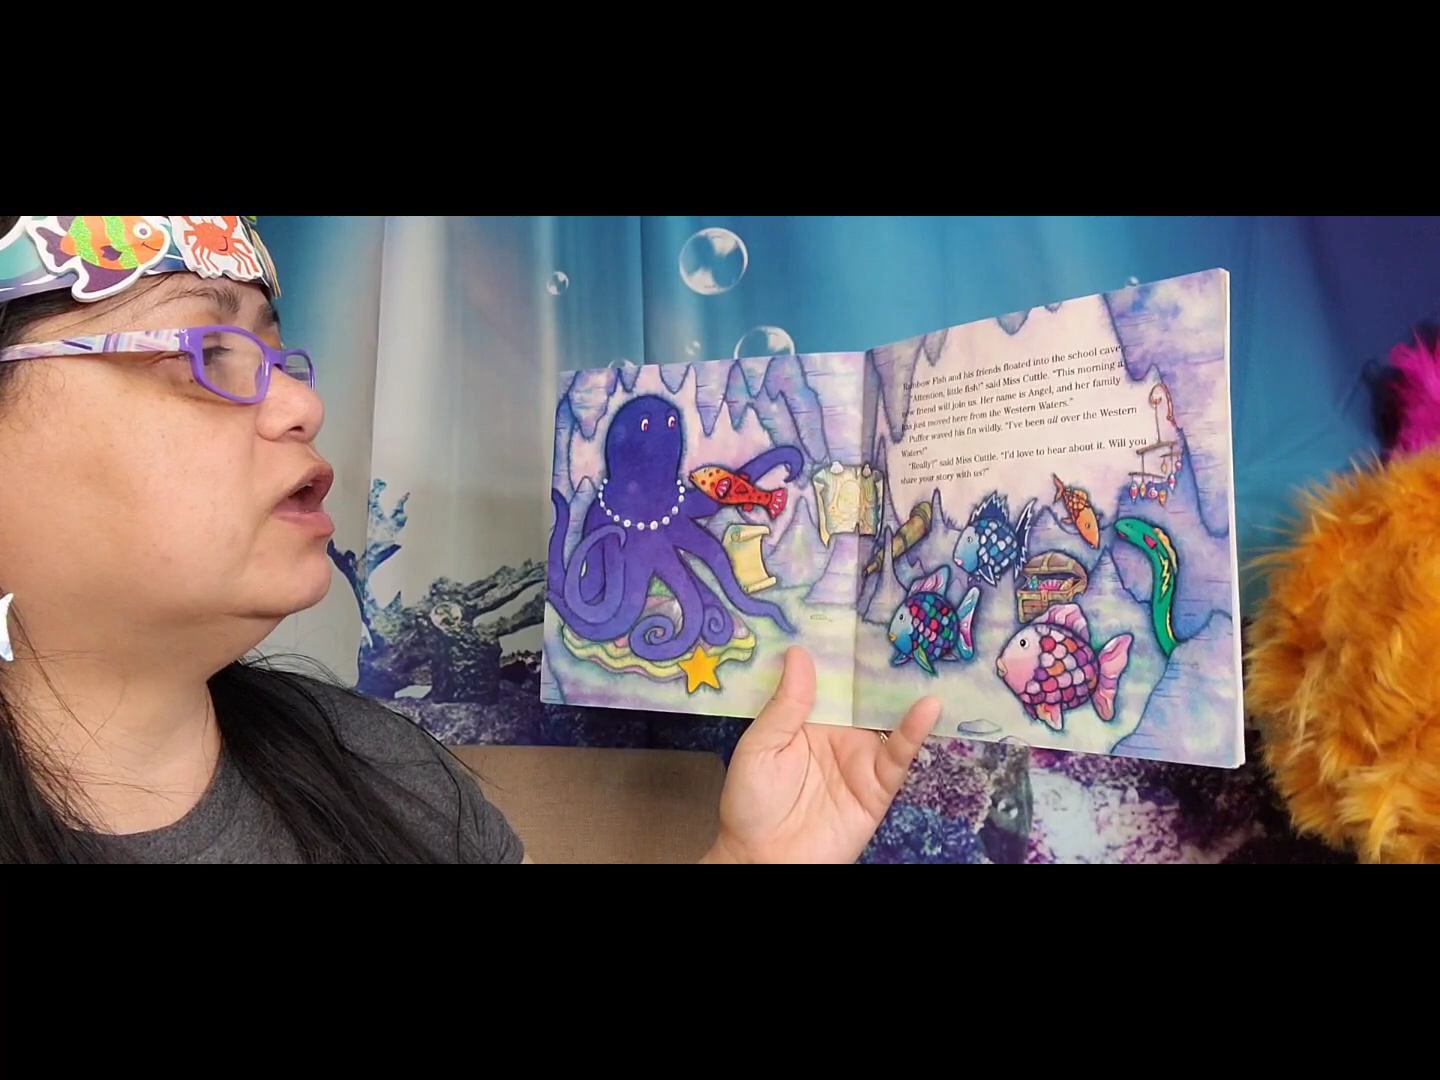 Rainbow Fish and his friends floated into the school cave.
"Attention, little fish!" said Miss Cuttle. "This morning a
new friend will join us. Her name is Angel, and her family
has just moved here from the Western Waters."
Puffer waved his fin wildly. "I've been all over the Western
Waters!"
"Really?" said Miss Cuttle. "I'd love to hear about it. Will you
share your story with us?"